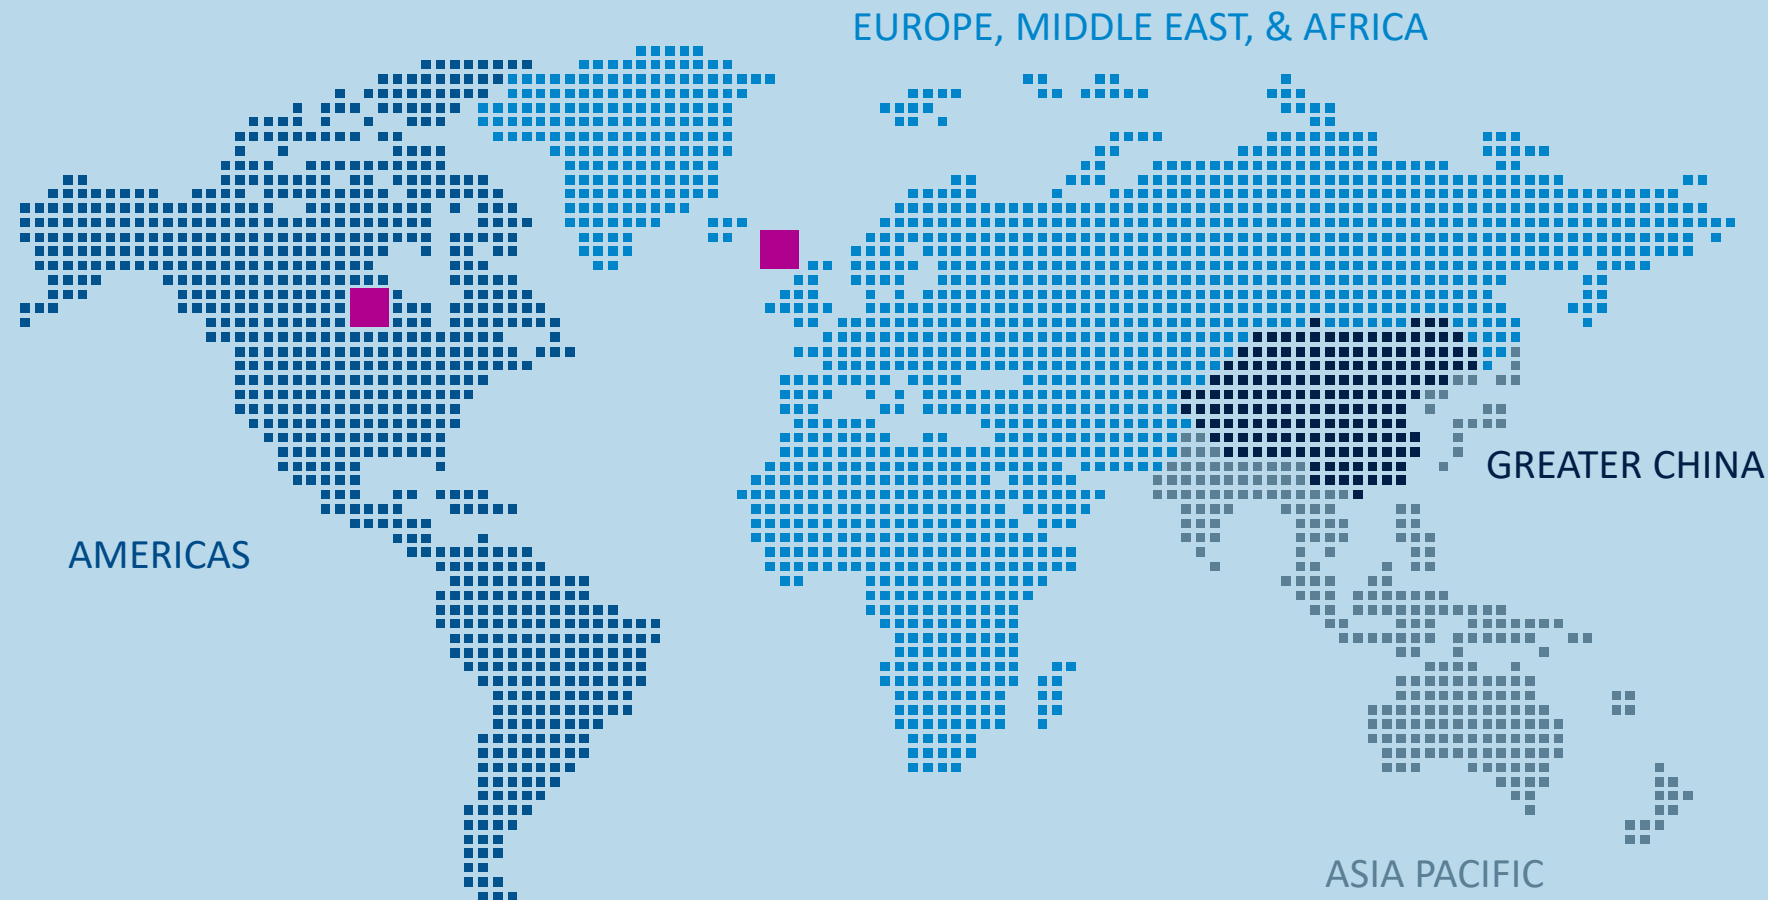 EUROPE, MIDDLE EAST, & AFRICA
GREATER CHINA
AMERICAS
ASIA PACIFIC